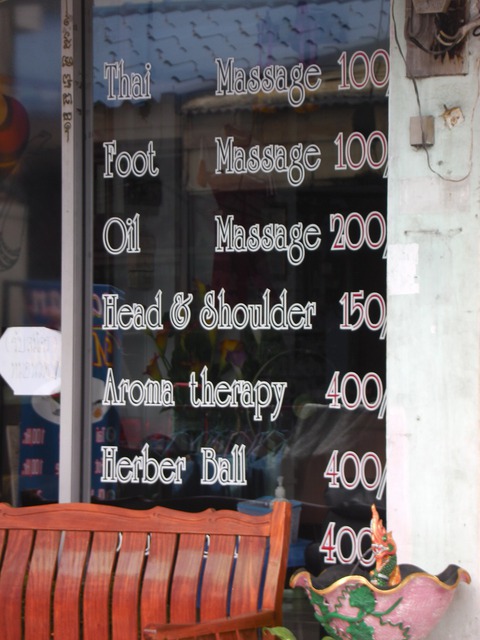 Thai Massage 100/
Foot Massage 100/
Oil Massage 200/
Head & Shoulder 150/
Aroma therapy 400/
Herber Ball 400/
400